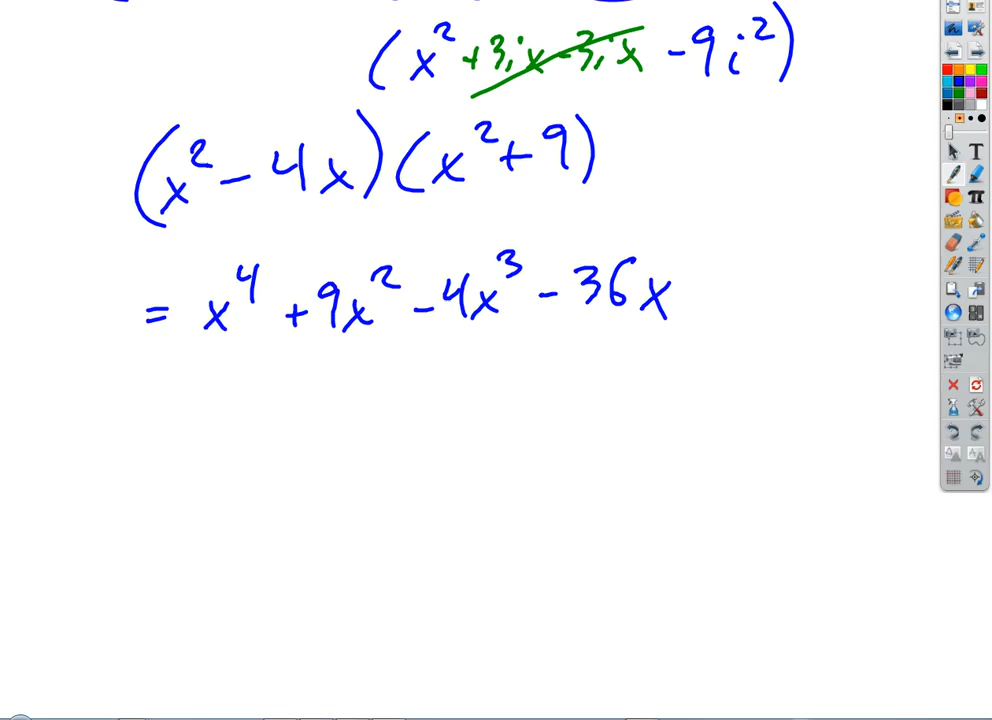 (x² +3ix -3ix -9i²)
(x² - 4x)(x² + 9)
= x⁴ + 9x² - 4x³ - 36x